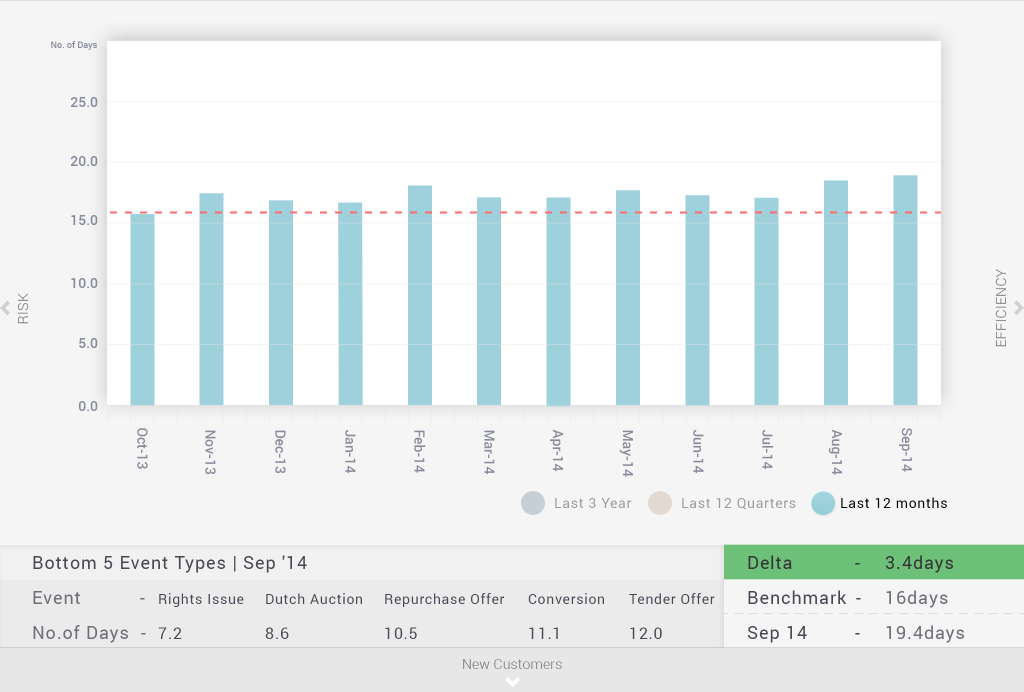 No. of Days
25.0
20.0
15.0
10.0
5.0
0.0
RISK
EFFICIENCY
Oct-13 Nov-13 Dec-13 Jan-14 Feb-14 Mar-14 Apr-14 May-14 Jun-14 Jul-14 Aug-14 Sep-14
Last 3 Year Last 12 Quarters Last 12 months
Bottom 5 Event Types | Sep '14
Event - Rights Issue Dutch Auction Repurchase Offer Conversion Tender Offer
No.of Days - 7.2 8.6 10.5 11.1 12.0
Delta - 3.4days
Benchmark - 16days
Sep 14 - 19.4days
New Customers